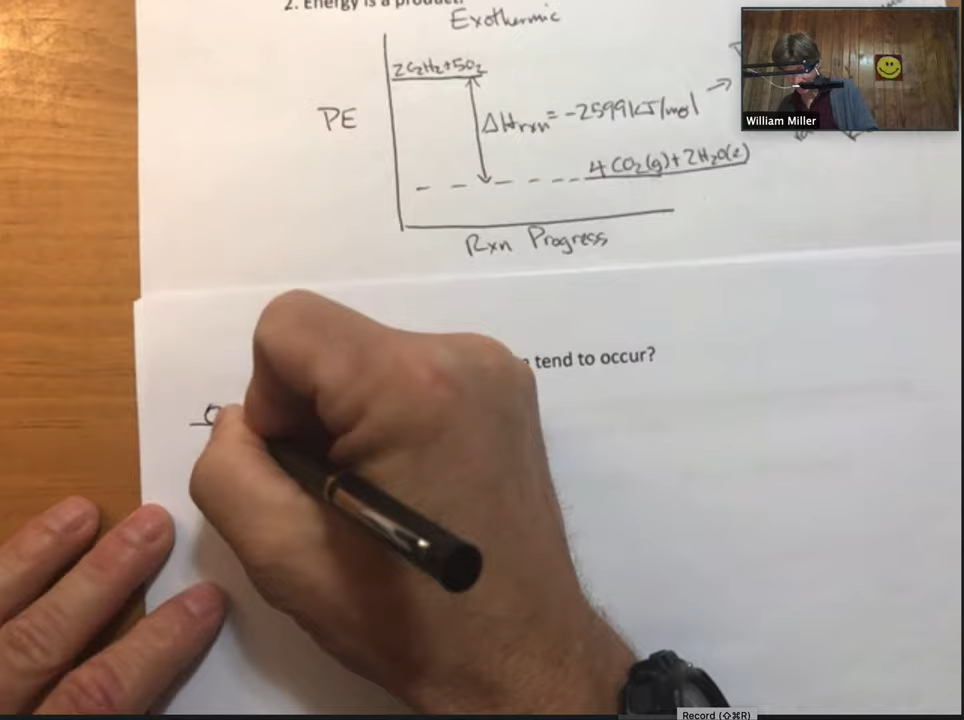 2. Energy is a product.
Exothermic
2C2H2+5O2
PE
ΔHrxn = -2599 kJ/mol →
4CO2(g)+2H2O(ℓ)
Rxn Progress
William Miller
tend to occur?
Record (⇧⌘R)